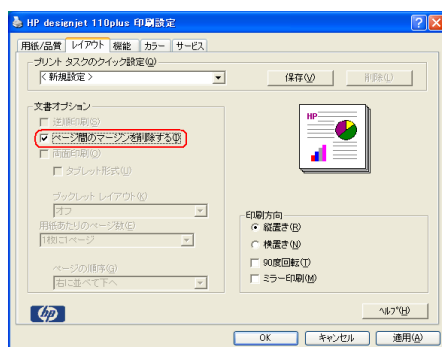 HP designjet 110plus 印刷設定
用紙/品質 レイアウト 機能 カラー サービス
プリント タスクのクイック設定(Q)
<新規設定>
保存(V)
削除(L)
文書オプション
逆順印刷(S)
ページ間のマージンを削除する(I)
両面印刷(O)
タブレット形式(U)
ブックレット レイアウト(K)
オフ
用紙あたりのページ数(E)
1枚に1ページ
ページの順序(G)
右に並べて下へ
HP
印刷方向
縦置き(R)
横置き(N)
90度回転(T)
ミラー印刷(M)
hp
ヘルプ(H)
OK
キャンセル
適用(A)